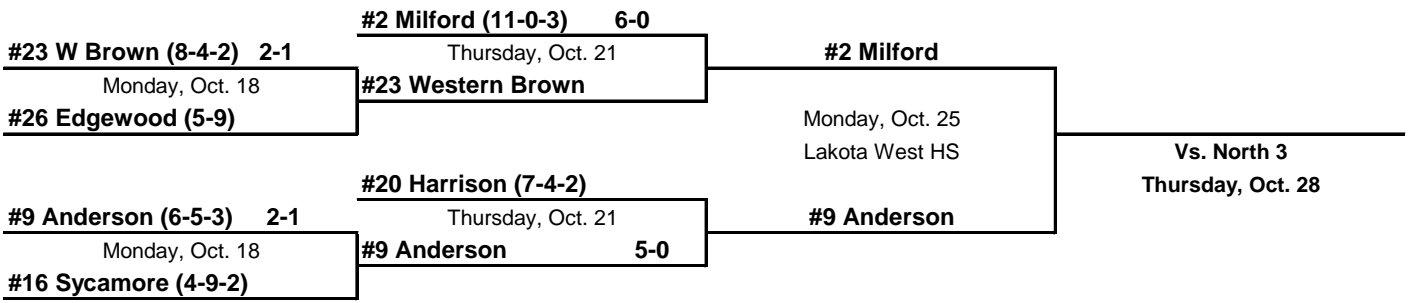 #2 Milford (11-0-3) 6-0
#23 W Brown (8-4-2) 2-1
Thursday, Oct. 21
#2 Milford
Monday, Oct. 18
#23 Western Brown
#26 Edgewood (5-9)
Monday, Oct. 25
Lakota West HS
Vs. North 3
#20 Harrison (7-4-2)
Thursday, Oct. 28
#9 Anderson (6-5-3) 2-1
Thursday, Oct. 21
#9 Anderson
Monday, Oct. 18
#9 Anderson 5-0
#16 Sycamore (4-9-2)